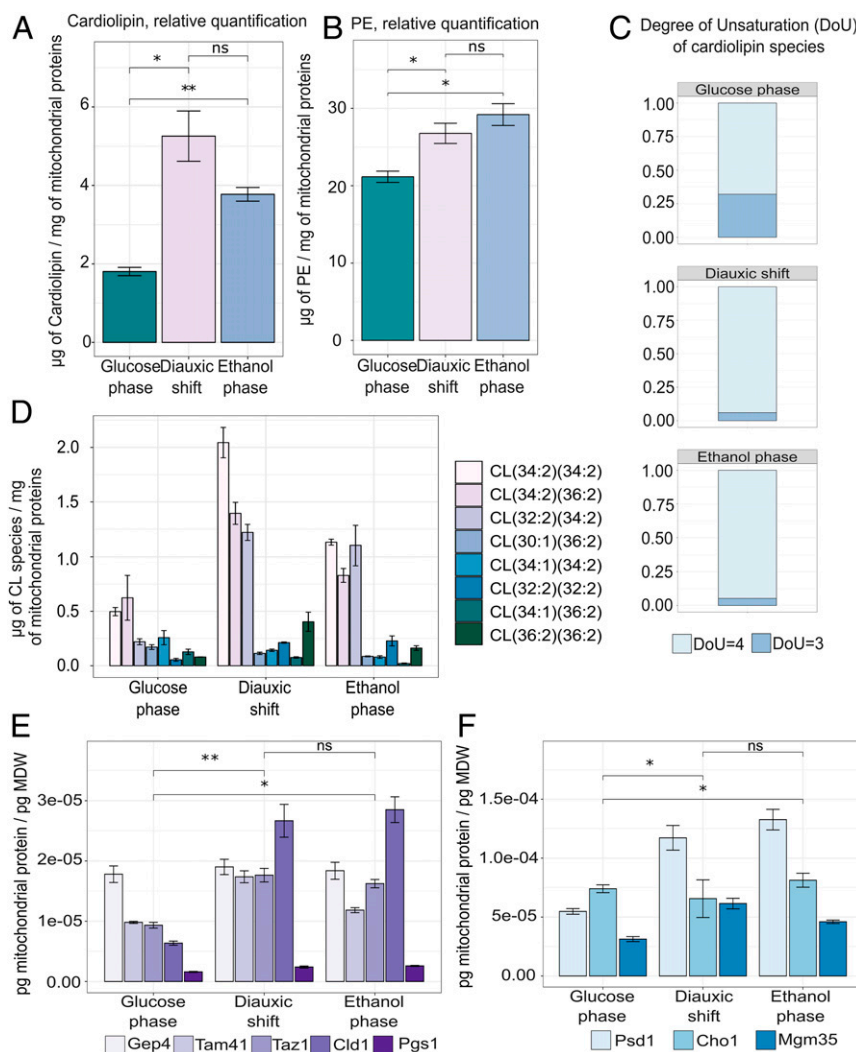 A
Cardiolipin, relative quantification
µg of Cardiolipin / mg of mitochondrial proteins
6
4
2
0
*
ns
**
Glucose phase
Diauxic shift
Ethanol phase
B
PE, relative quantification
µg of PE / mg of mitochondrial proteins
30
20
10
0
*
ns
*
Glucose phase
Diauxic shift
Ethanol phase
C
Degree of Unsaturation (DoU)
of cardiolipin species
Glucose phase
1.00
0.75
0.50
0.25
0.00
Diauxic shift
1.00
0.75
0.50
0.25
0.00
Ethanol phase
1.00
0.75
0.50
0.25
0.00
DoU=4
DoU=3
D
µg of CL species / mg
of mitochondrial proteins
2.0
1.5
1.0
0.5
0.0
Glucose phase
Diauxic shift
Ethanol phase
CL(34:2)(34:2)
CL(34:2)(36:2)
CL(32:2)(34:2)
CL(30:1)(36:2)
CL(34:1)(34:2)
CL(32:2)(32:2)
CL(34:1)(36:2)
CL(36:2)(36:2)
E
pg mitochondrial protein / pg MDW
3e-05
2e-05
1e-05
0.00
**
ns
*
Glucose phase
Diauxic shift
Ethanol phase
Gep4
Tam41
Taz1
Cld1
Pgs1
F
pg mitochondrial protein / pg MDW
1.5e-04
1.0e-04
5e-05
0.00
*
ns
*
Glucose phase
Diauxic shift
Ethanol phase
Psd1
Cho1
Mgm35